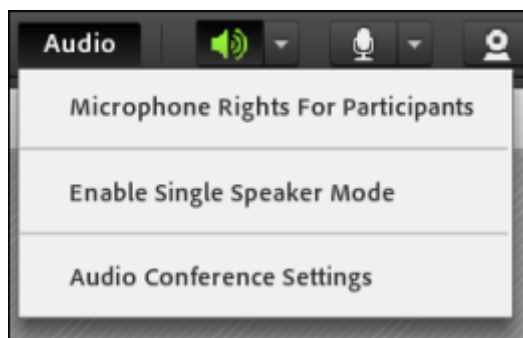 Audio
Microphone Rights For Participants
Enable Single Speaker Mode
Audio Conference Settings